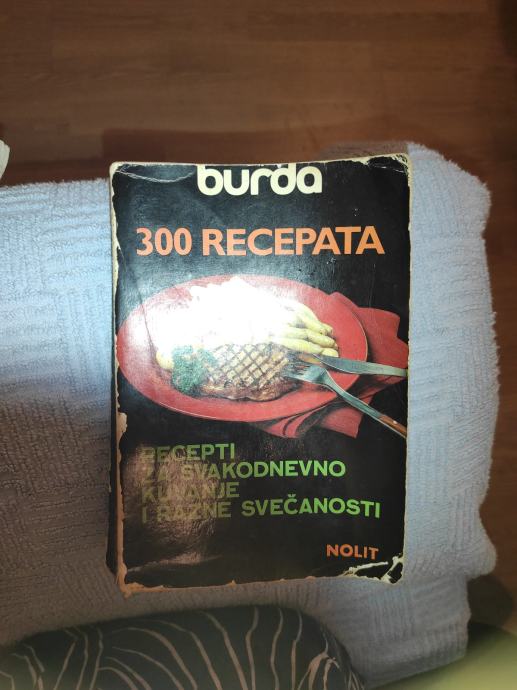 burda
300 RECEPATA
RECEPTI
ZA SVAKODNEVNO
KUVANJE
I RAZNE SVEČANOSTI
NOLIT